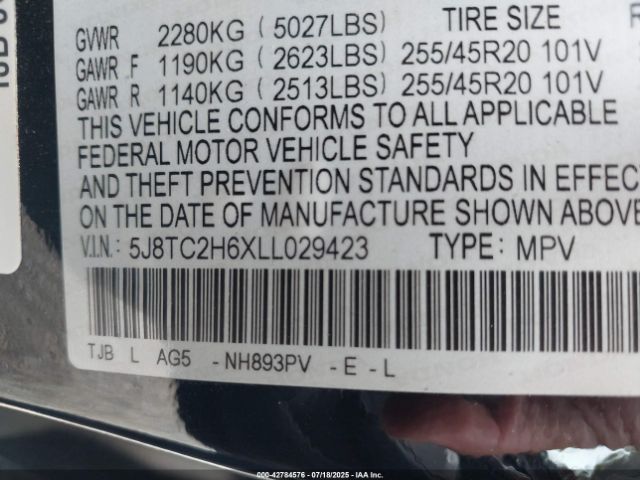 TIRE SIZE
GVWR 2280KG (5027LBS)
GAWR F 1190KG (2623LBS) 255/45R20 101V
GAWR R 1140KG (2513LBS) 255/45R20 101V
THIS VEHICLE CONFORMS TO ALL APPLICABLE
FEDERAL MOTOR VEHICLE SAFETY
AND THEFT PREVENTION STANDARDS IN EFFEC
ON THE DATE OF MANUFACTURE SHOWN ABOVE
V.I.N.: 5J8TC2H6XLL029423 TYPE: MPV
TJB L AG5 - NH893PV - E - L
000-42784576 - 07/18/2025 - IAA Inc.